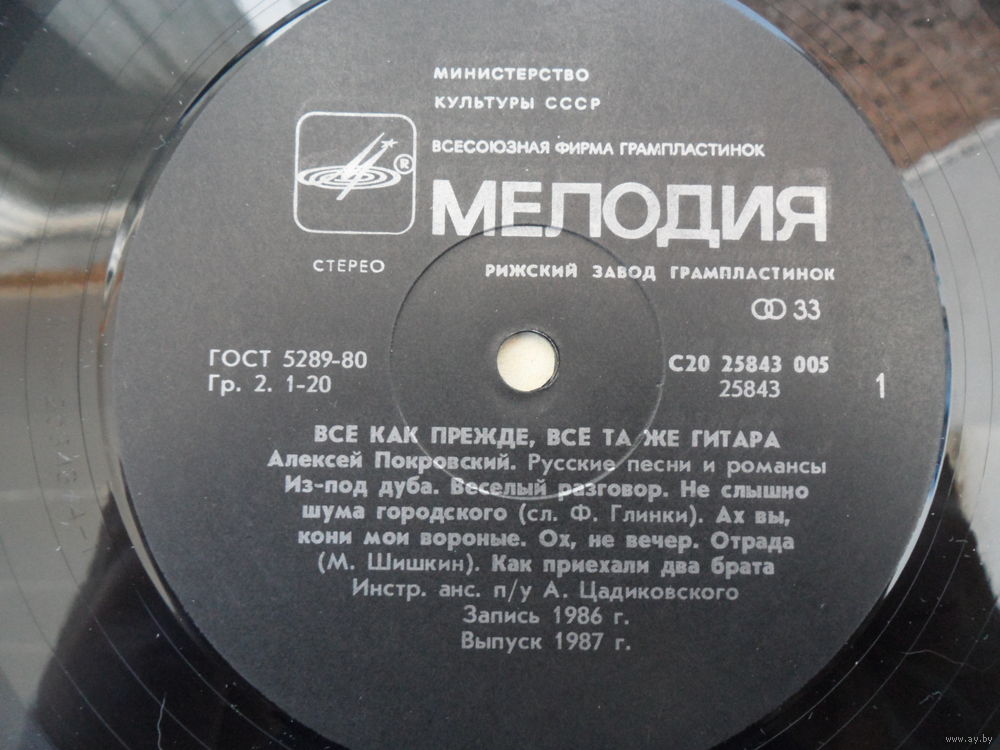 МИНИСТЕРСТВО
КУЛЬТУРЫ СССР
ВСЕСОЮЗНАЯ ФИРМА ГРАМПЛАСТИНОК
®
МЕЛОДИЯ
СТЕРЕО
РИЖСКИЙ ЗАВОД ГРАМПЛАСТИНОК
33
ГОСТ 5289-80
Гр. 2. 1-20
С20 25843 005
25843
1
ВСЕ КАК ПРЕЖДЕ, ВСЕ ТА ЖЕ ГИТАРА
Алексей Покровский. Русские песни и романсы
Из-под дуба. Веселый разговор. Не слышно
шума городского (сл. Ф. Глинки). Ах вы,
кони мои вороные. Ох, не вечер. Отрада
(М. Шишкин). Как приехали два брата
Инстр. анс. п/у А. Цадиковского
Запись 1986 г.
Выпуск 1987 г.
www.ay.by